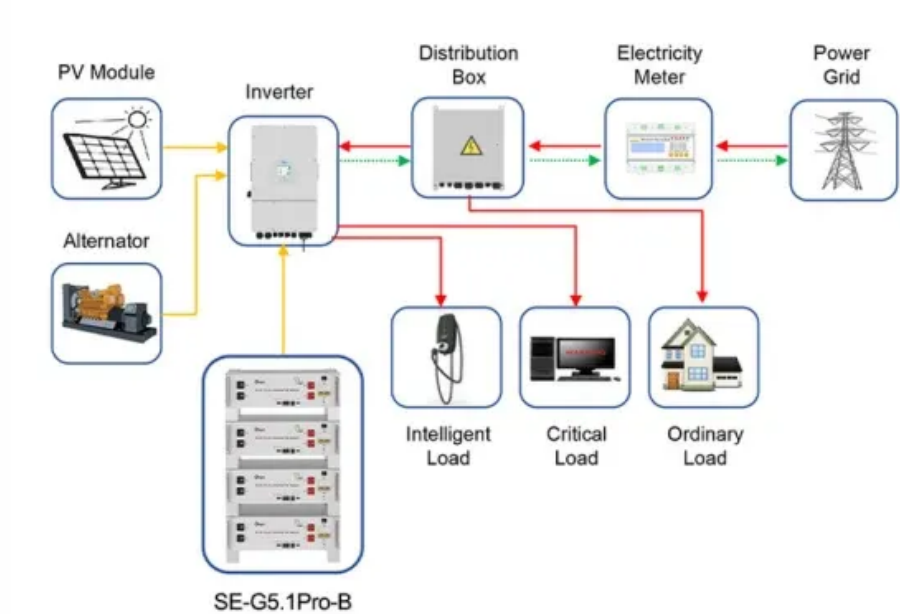 Distribution
Box
Electricity
Meter
Power
Grid
PV Module
Inverter
Alternator
Intelligent
Load
Critical
Load
Ordinary
Load
SE-G5.1Pro-B